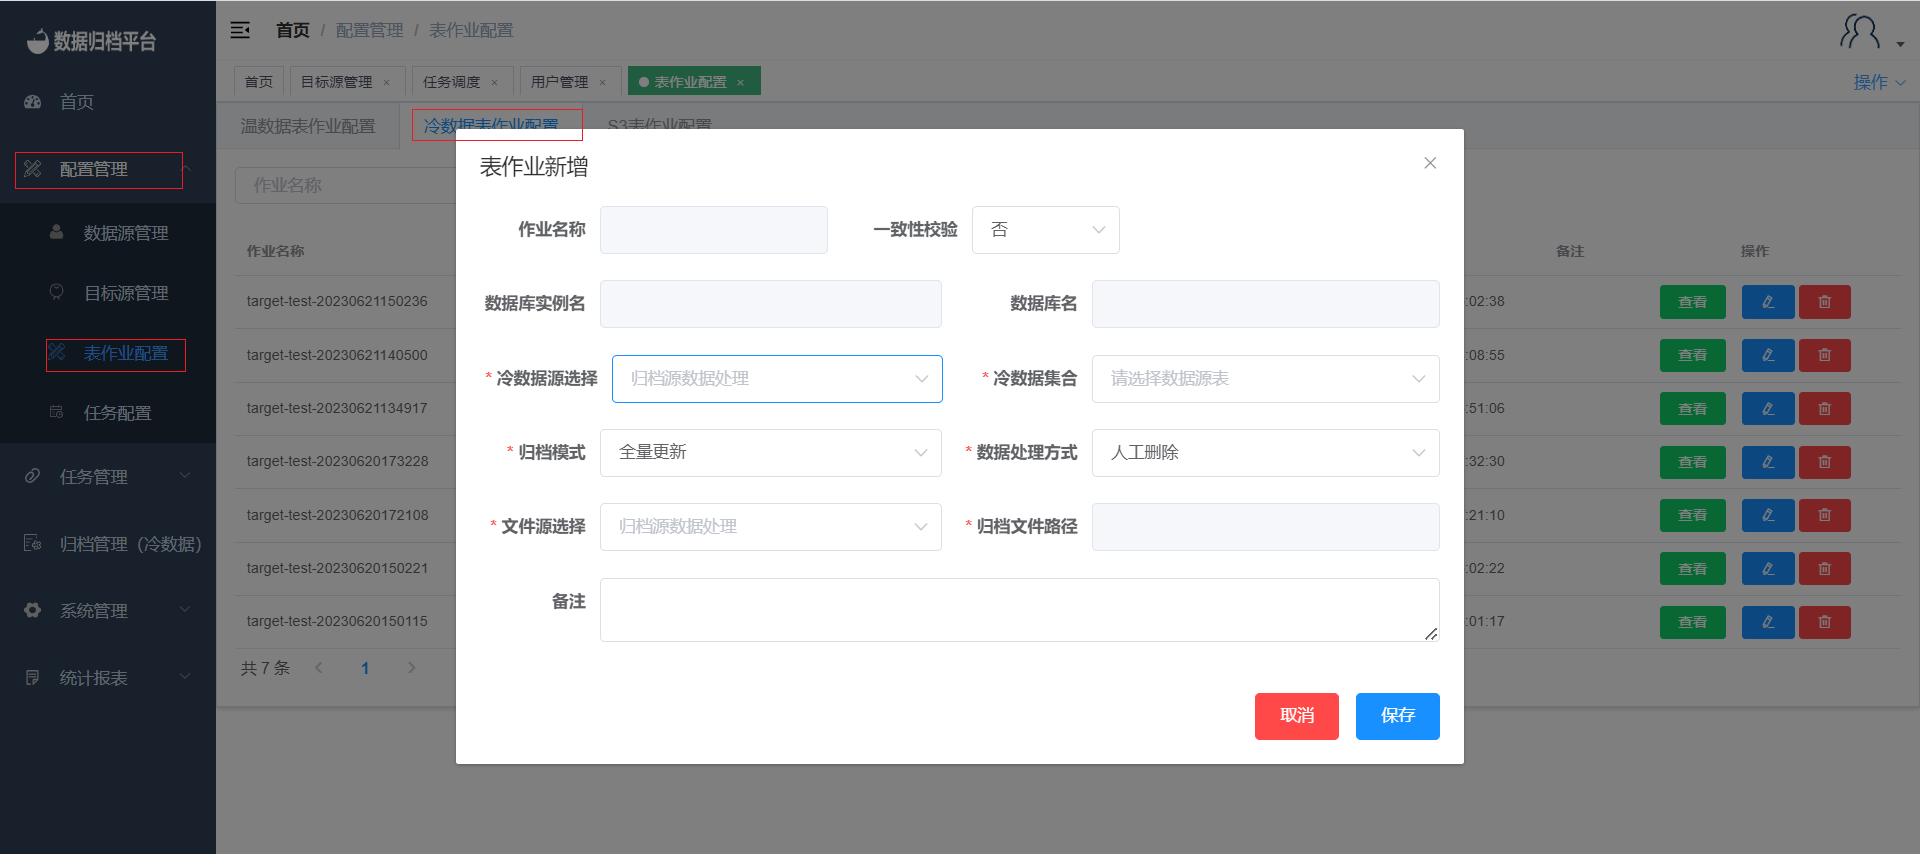 数据归档平台
首页
配置管理
数据源管理
目标源管理
表作业配置
任务配置
任务管理
归档管理（冷数据）
系统管理
统计报表
首页 / 配置管理 / 表作业配置
首页 目标源管理 × 任务调度 × 用户管理 × 表作业配置 × 操作
温数据表作业配置 冷数据表作业配置 S3表作业配置
作业名称
作业名称 备注 操作
target-test-20230621150236 :02:38 查看
target-test-20230621140500 :08:55 查看
target-test-20230621134917 :51:06 查看
target-test-20230620173228 :32:30 查看
target-test-20230620172108 :21:10 查看
target-test-20230620150221 :02:22 查看
target-test-20230620150115 :01:17 查看
共 7 条 1
表作业新增
作业名称 一致性校验 否
数据库实例名 数据库名
* 冷数据源选择 归档源数据处理 * 冷数据集合 请选择数据源表
* 归档模式 全量更新 * 数据处理方式 人工删除
* 文件源选择 归档源数据处理 * 归档文件路径
备注
取消 保存